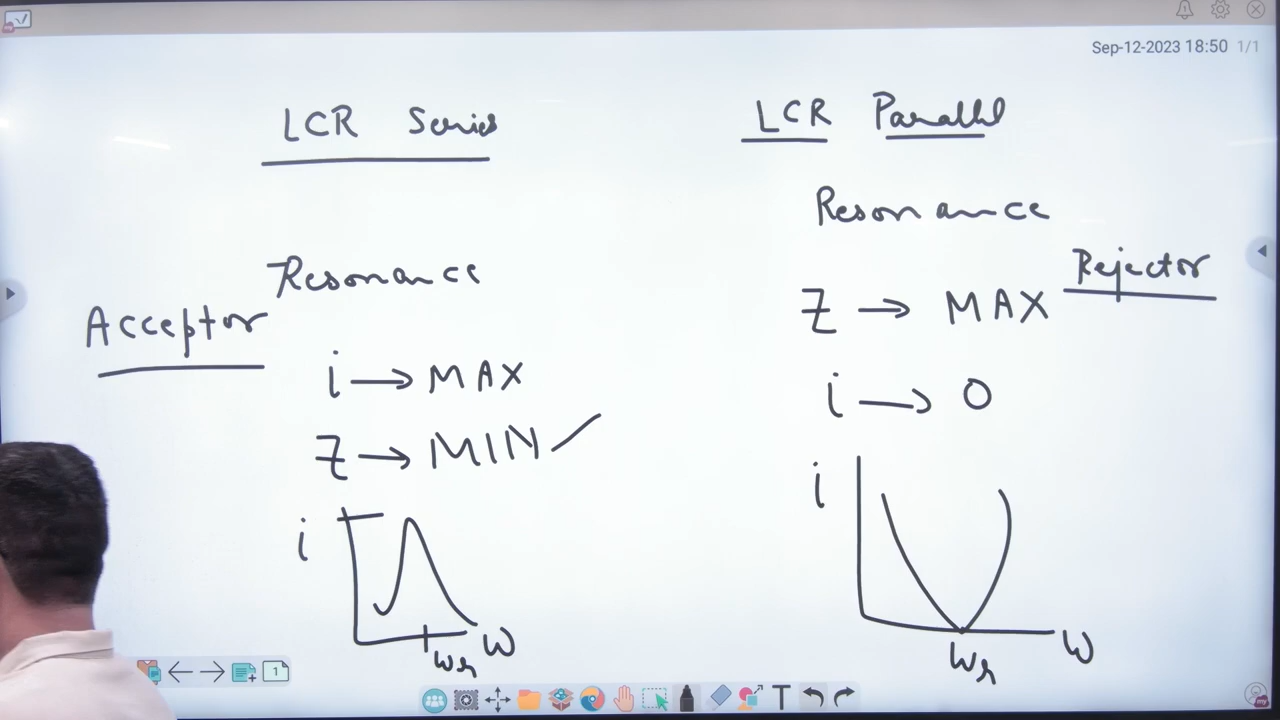 Sep-12-2023 18:50 1/1
LCR Series
Resonance
Acceptor
i → MAX
Z → MIN ✓
i
ω
ωr
LCR Parallel
Resonance
Rejector
Z → MAX
i → 0
i
ω
ωr
1
T